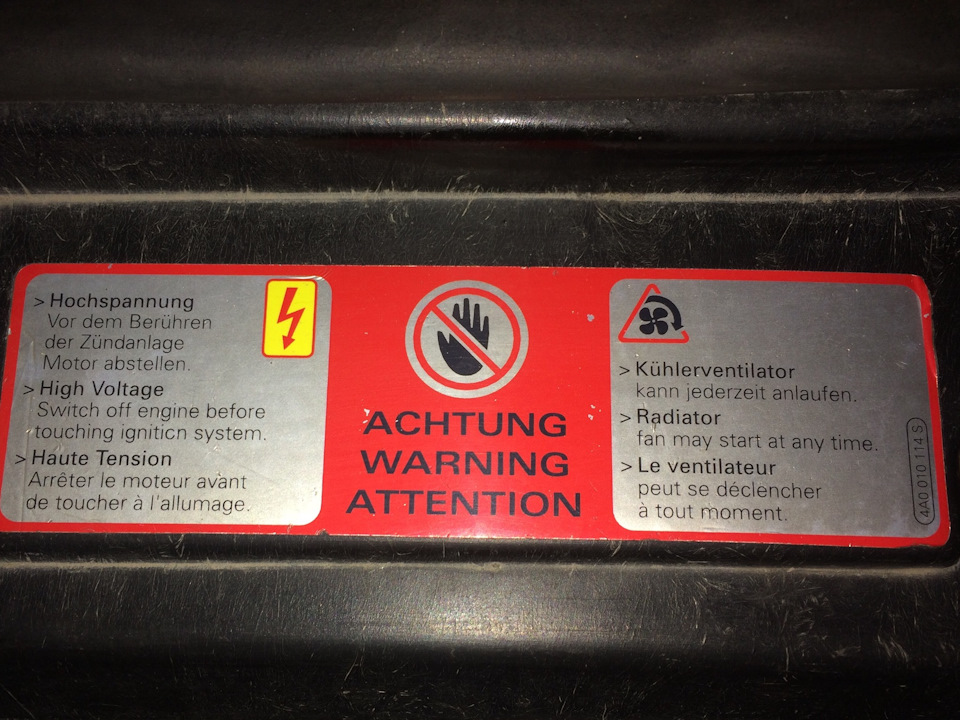 > Hochspannung
Vor dem Berühren
der Zündanlage
Motor abstellen.
> High Voltage
Switch off engine before
touching ignition system.
> Haute Tension
Arrêter le moteur avant
de toucher à l'allumage.
ACHTUNG
WARNING
ATTENTION
> Kühlerventilator
kann jederzeit anlaufen.
> Radiator
fan may start at any time.
> Le ventilateur
peut se déclencher
à tout moment.
4A0 010 114 S